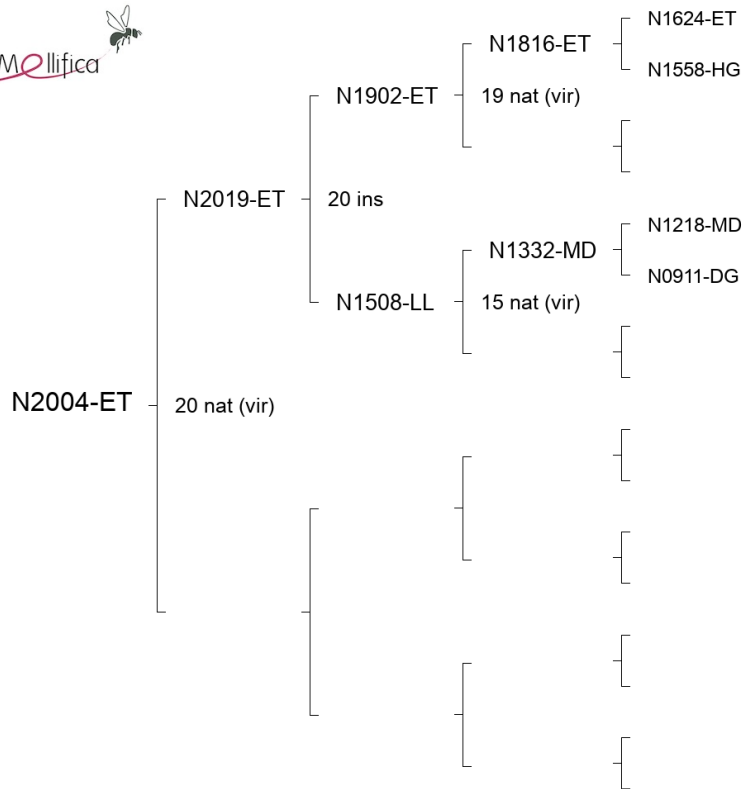 Mellifica
N1624-ET
N1816-ET
N1558-HG
N1902-ET
19 nat (vir)
N2019-ET
20 ins
N1218-MD
N1332-MD
N0911-DG
N1508-LL
15 nat (vir)
N2004-ET
20 nat (vir)